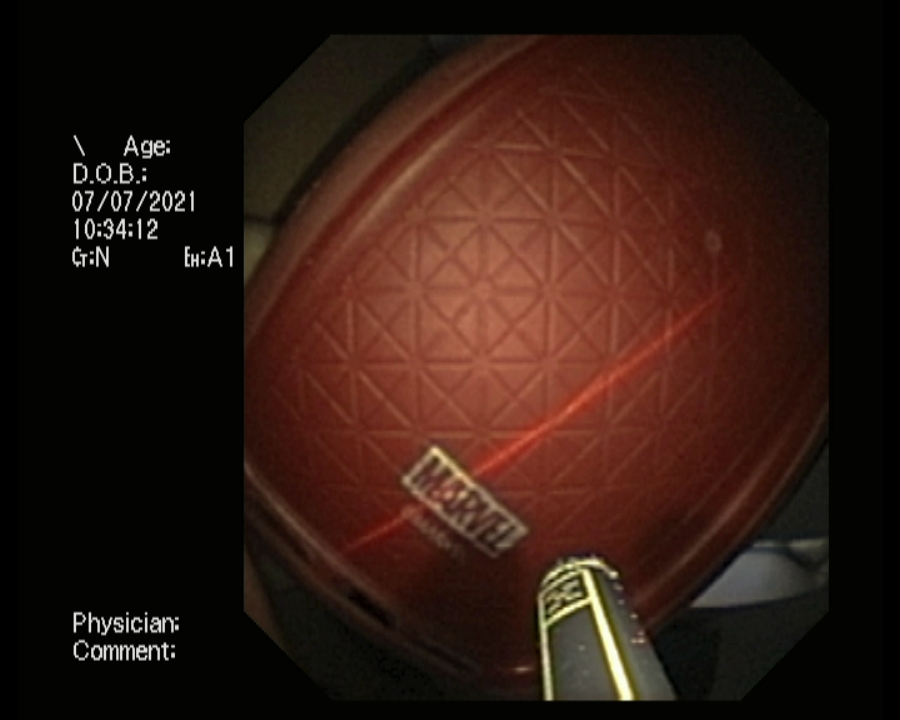 \ Age:
D.O.B.:
07/07/2021
10:34:12
Cr:N EH:A1
MARVEL
Physician:
Comment: